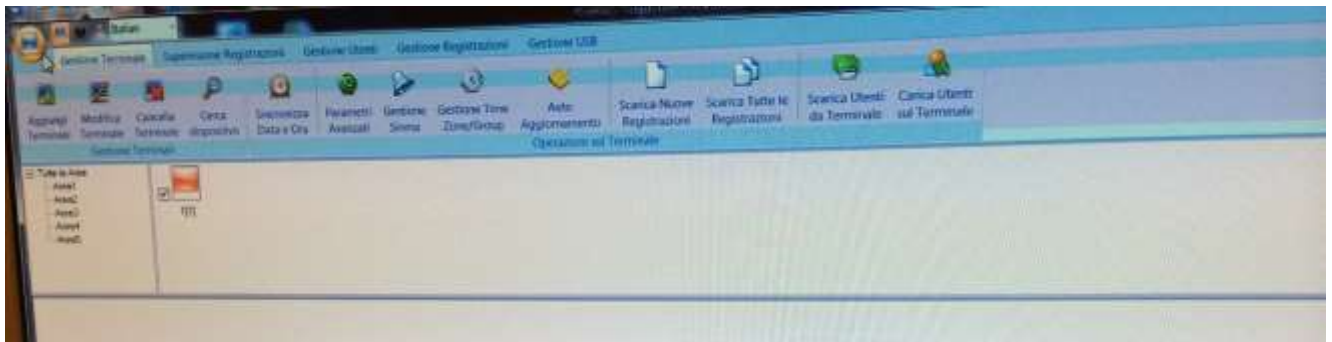 Italian
Gestione Terminale Supervisione Registrazioni Gestione Utenti Gestione Registrazioni Gestione USB
Aggiungi Terminale
Modifica Terminale
Cancella Terminale
Cerca dispositivo
Sincronizza Data e Ora
Parametri Avanzati
Gestione Sirena
Gestione Time Zone/Group
Auto Aggiornamento
Scarica Nuove Registrazioni
Scarica Tutte le Registrazioni
Scarica Utenti da Terminale
Carica Utenti sul Terminale
Gestione Terminali
Operazioni sul Terminale
Tutte le Aree
Area1
Area2
Area3
Area4
Area5